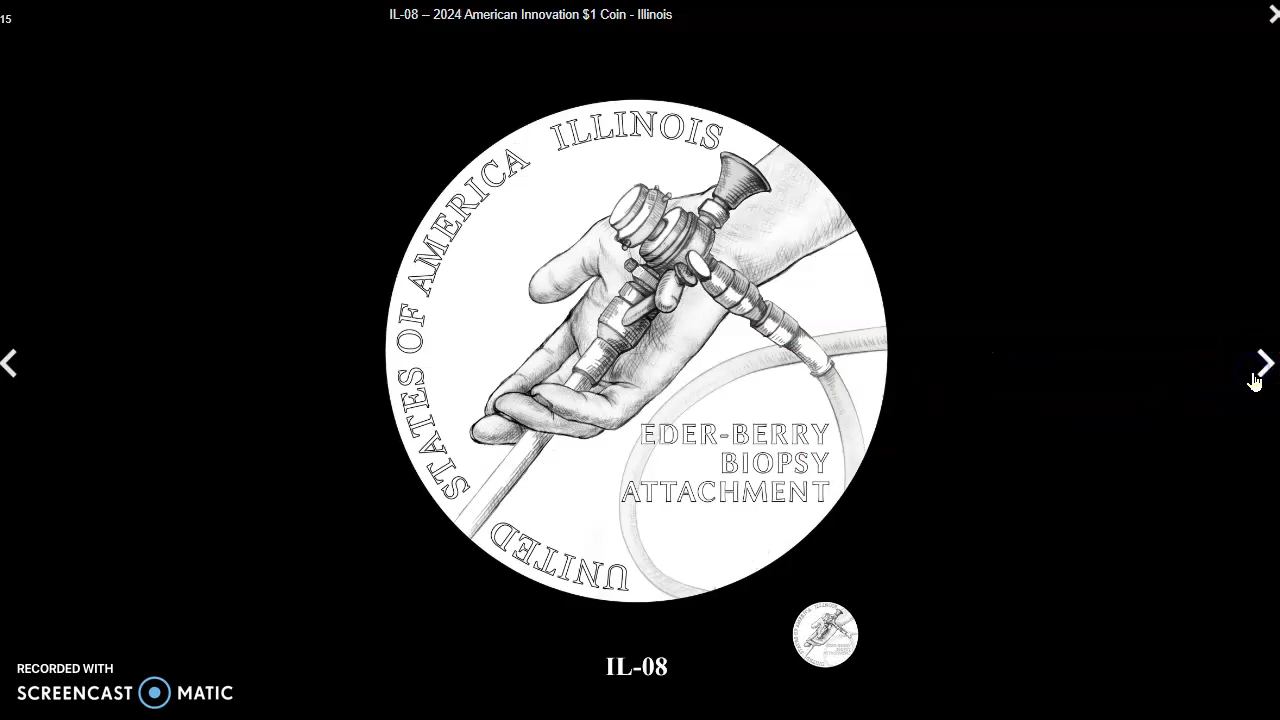 15
IL-08 -- 2024 American Innovation $1 Coin - Illinois
UNITED STATES OF AMERICA ILLINOIS
EDER-BERRY
BIOPSY
ATTACHMENT
IL-08
RECORDED WITH
SCREENCAST MATIC